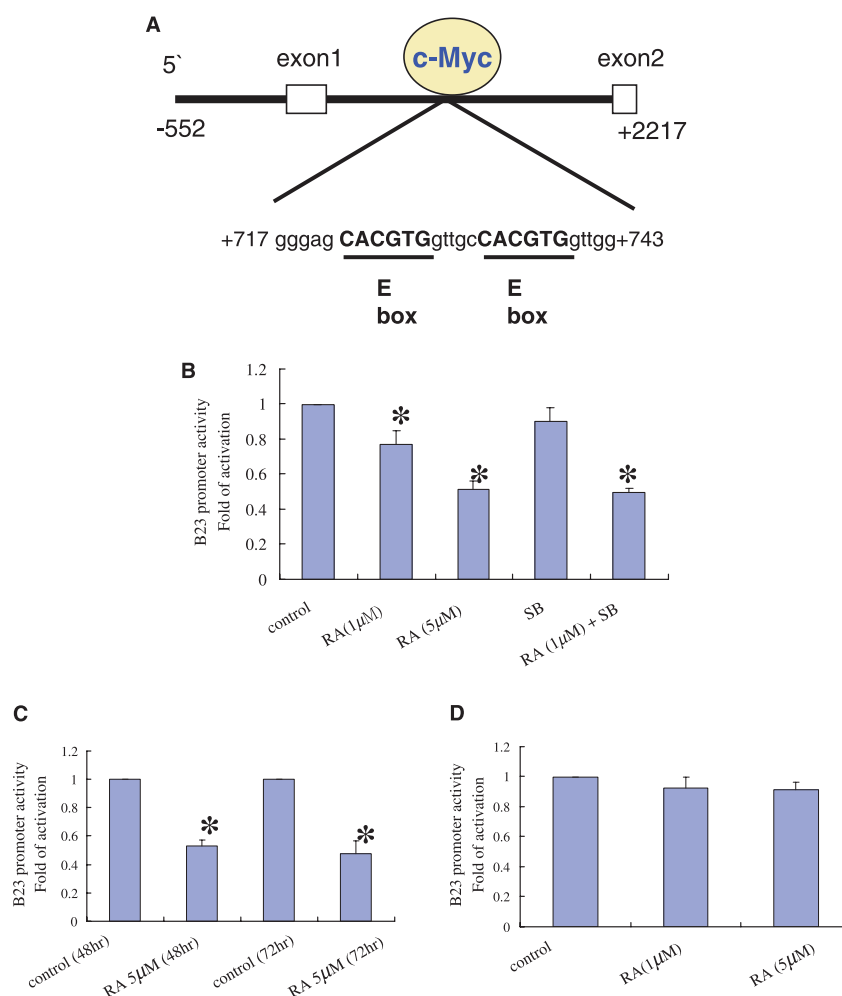 A
c-Myc
5` exon1 exon2
-552 +2217
+717 gggag CACGTGgttgcCACGTGgttgg+743
E E
box box
B
B23 promoter activity
Fold of activation
1.2
1
0.8
0.6
0.4
0.2
0
* * *
control RA(1µM) RA (5µM) SB RA (1µM) + SB
C
B23 promoter activity
Fold of activation
1.2
1
0.8
0.6
0.4
0.2
0
* *
control (48hr) RA 5µM (48hr) control (72hr) RA 5µM (72hr)
D
B23 promoter activity
Fold of activation
1.2
1
0.8
0.6
0.4
0.2
0
control RA(1µM) RA (5µM)